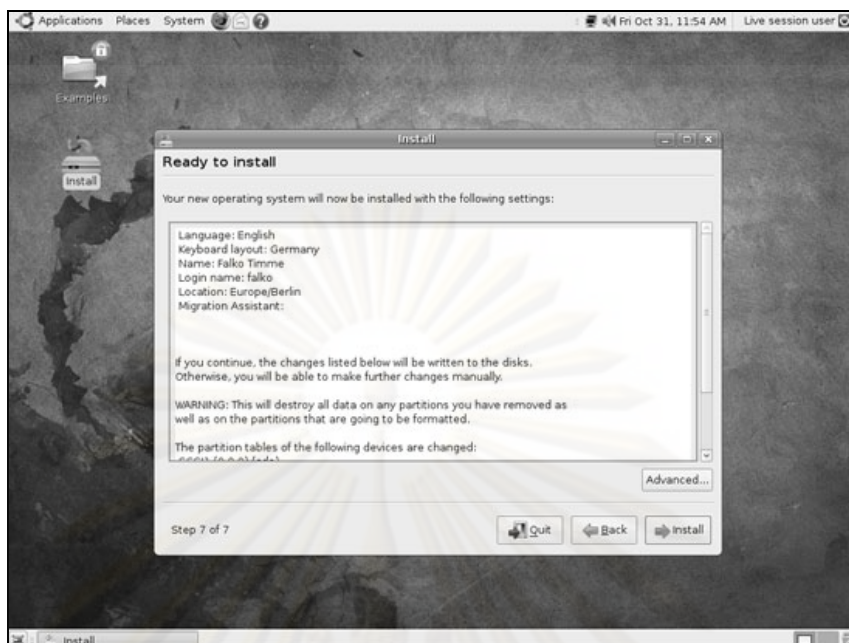 Applications Places System Fri Oct 31, 11:54 AM Live session user
Examples
Install
Install
Ready to install
Your new operating system will now be installed with the following settings:
Language: English
Keyboard layout: Germany
Name: Falko Timme
Login name: falko
Location: Europe/Berlin
Migration Assistant:
If you continue, the changes listed below will be written to the disks.
Otherwise, you will be able to make further changes manually.
WARNING: This will destroy all data on any partitions you have removed as
well as on the partitions that are going to be formatted.
The partition tables of the following devices are changed:
Advanced...
Step 7 of 7 Quit Back Install
Install